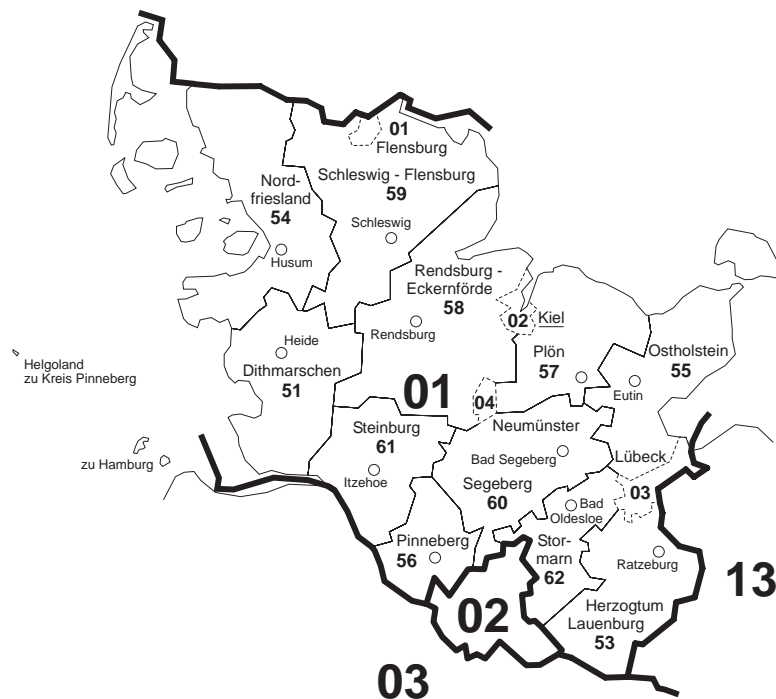 01
Flensburg
Schleswig - Flensburg
59
Schleswig
Nord-
friesland
54
Husum
Rendsburg -
Eckernförde
58
Rendsburg
02 Kiel
Heide
Dithmarschen
51
Helgoland
zu Kreis Pinneberg
Plön
57
Ostholstein
55
Eutin
01
04
Neumünster
Steinburg
61
Itzehoe
zu Hamburg
Bad Segeberg
Segeberg
60
Lübeck
03
Bad
Oldesloe
Stor-
marn
62
Pinneberg
56
Ratzeburg
Herzogtum
Lauenburg
53
13
02
03